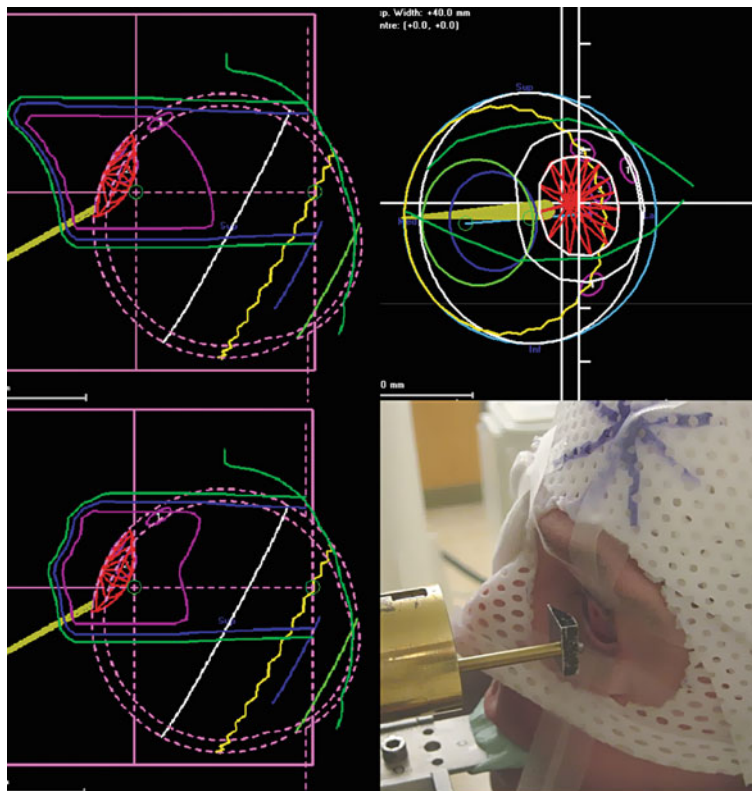 p. Width: +40.0 mm
ntre: (+0.0, +0.0)
Sup
Sup
Inf
0 mm
Sup